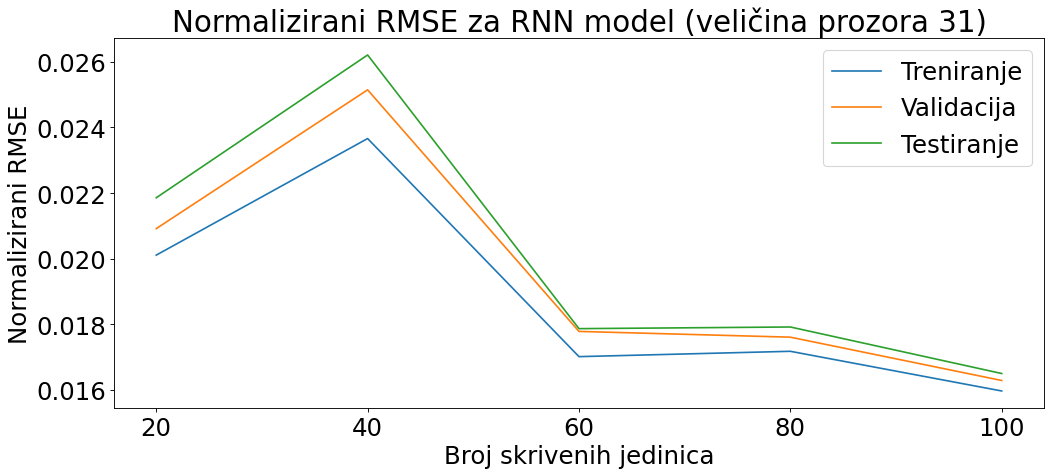 Normalizirani RMSE za RNN model (veličina prozora 31)
Treniranje
Validacija
Testiranje
Normalizirani RMSE
0.026
0.024
0.022
0.020
0.018
0.016
20 40 60 80 100
Broj skrivenih jedinica